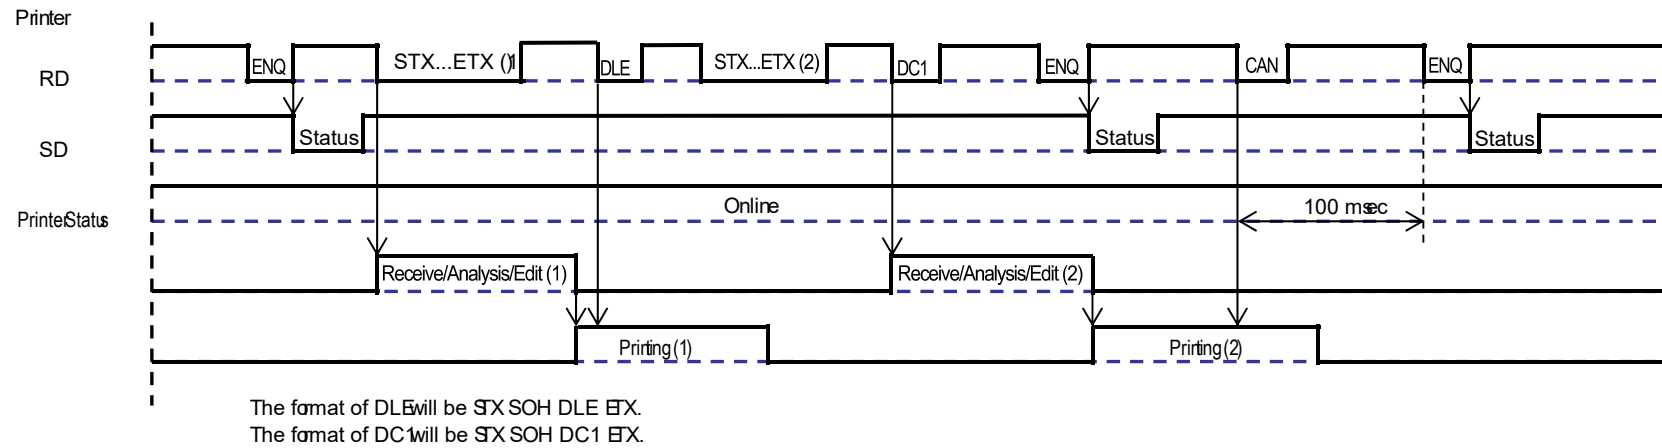 Printer
RD
ENQ
STX...ETX (1)
DLE
STX...ETX (2)
DC1
ENQ
CAN
ENQ
SD
Status
Status
Status
PrinterStatus
Online
100 msec
Receive/Analysis/Edit (1)
Receive/Analysis/Edit (2)
Printing (1)
Printing (2)
The format of DLE will be STX SOH DLE ETX.
The format of DC1 will be STX SOH DC1 ETX.